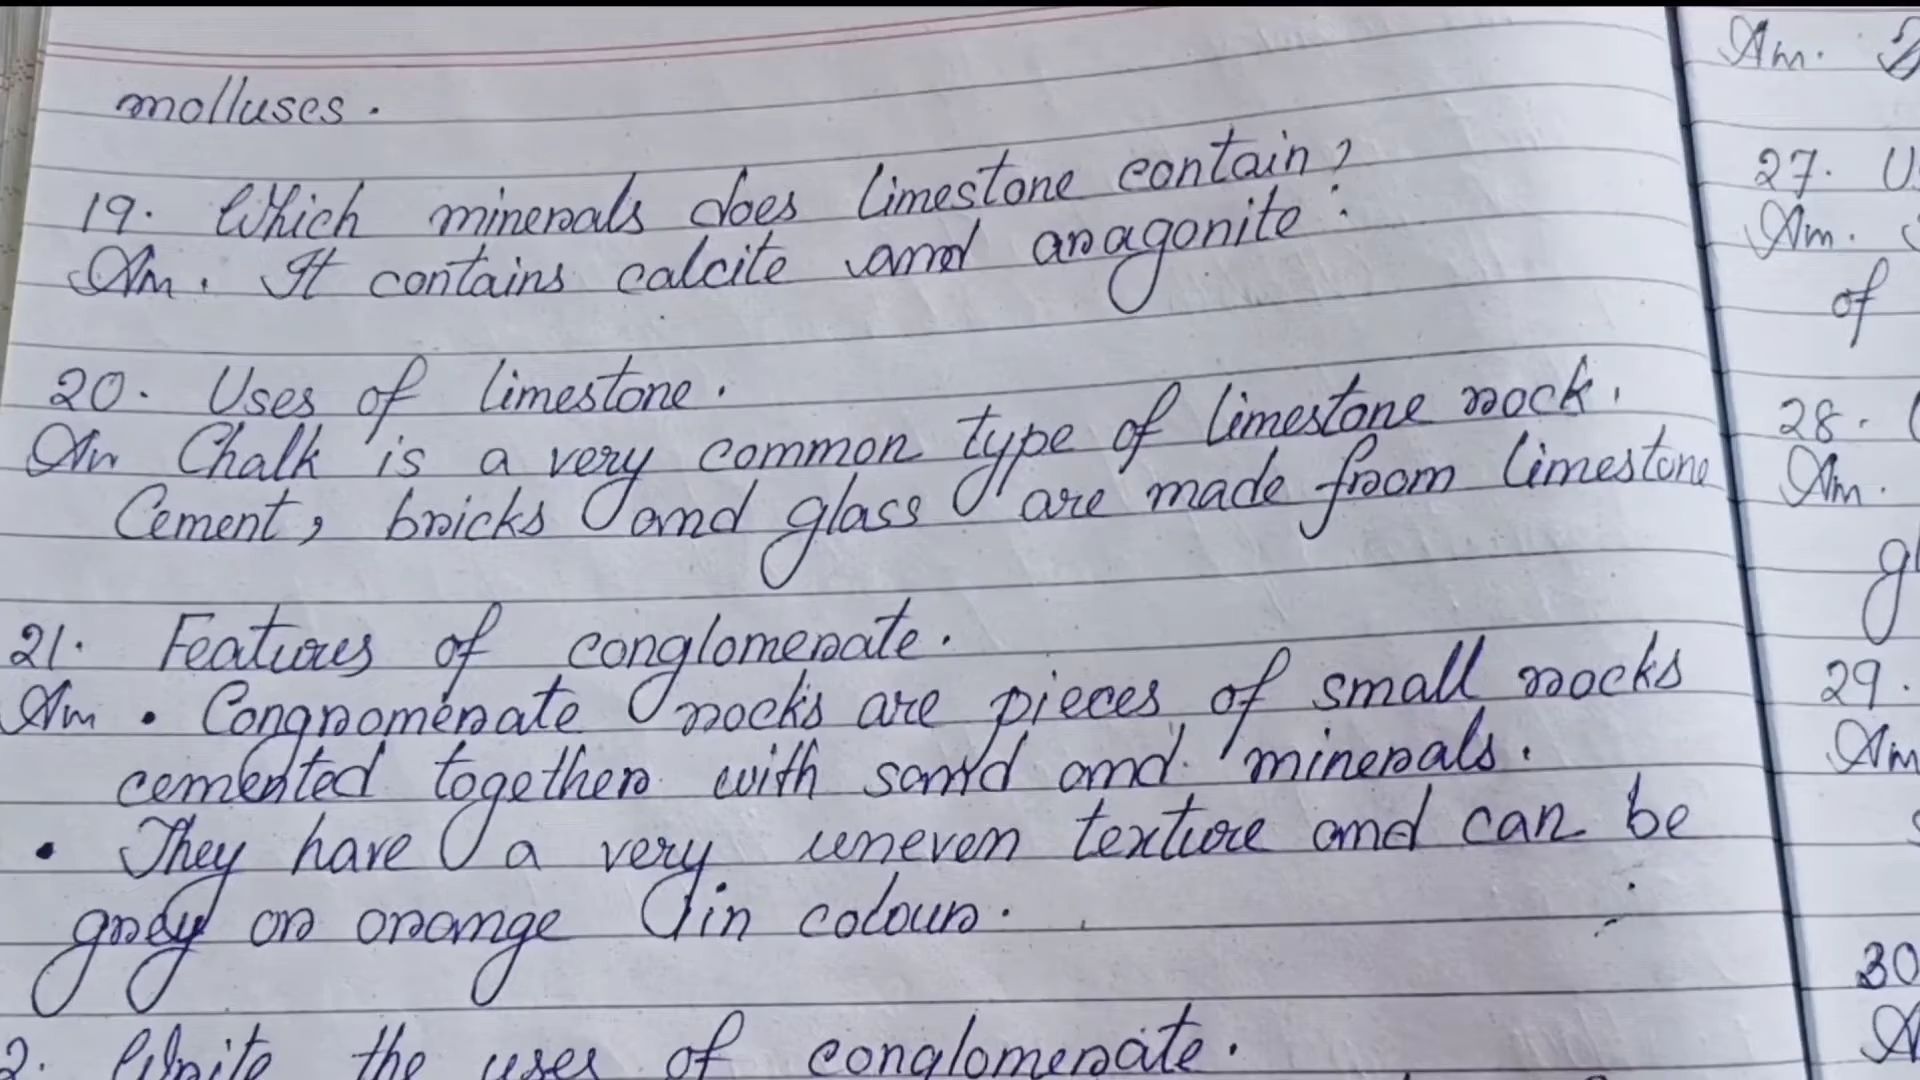 molluses.
19. Which minerals does limestone contain?
Ans. It contains calcite and aragonite.
20. Uses of limestone.
Ans Chalk is a very common type of limestone rock.
Cement, bricks and glass are made from limestone
21. Features of conglomerate.
Ans • Congromerate rocks are pieces of small rocks
cemented together with sand and minerals.
• They have a very uneven texture and can be
grey or orange in colour.
2. Write the uses of conglomerate.
Ans.
27. Us
Ans.
of
28.
Ans.
gl
29.
Ans
30